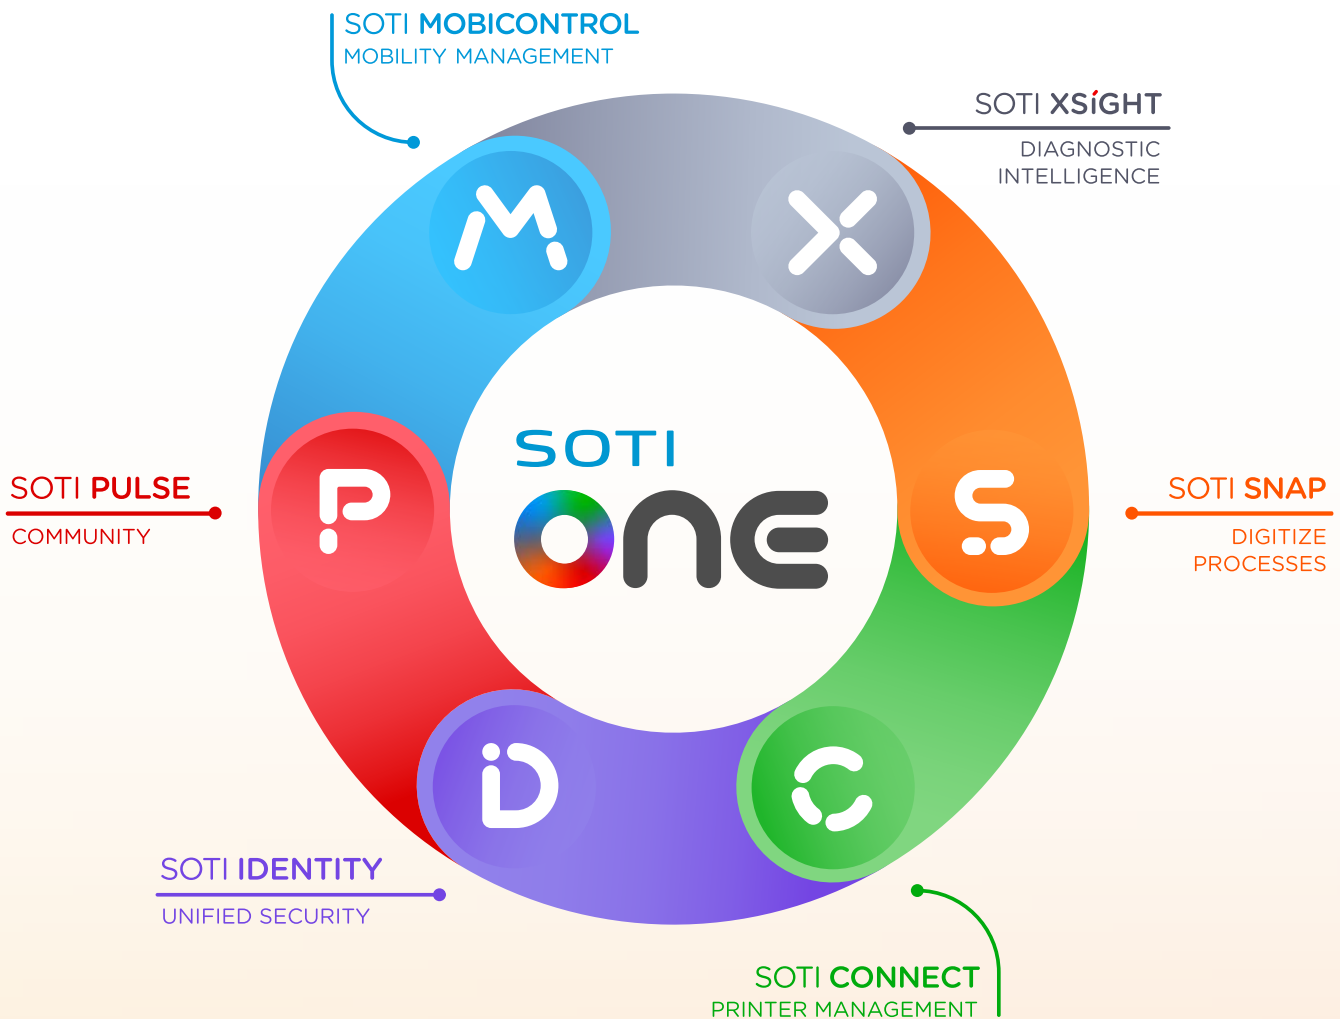 SOTI MOBICONTROL
MOBILITY MANAGEMENT
SOTI XSIGHT
DIAGNOSTIC
INTELLIGENCE
M
X
SOTI PULSE
COMMUNITY
P
SOTI
ONE
S
SOTI SNAP
DIGITIZE
PROCESSES
iD
C
SOTI IDENTITY
UNIFIED SECURITY
SOTI CONNECT
PRINTER MANAGEMENT